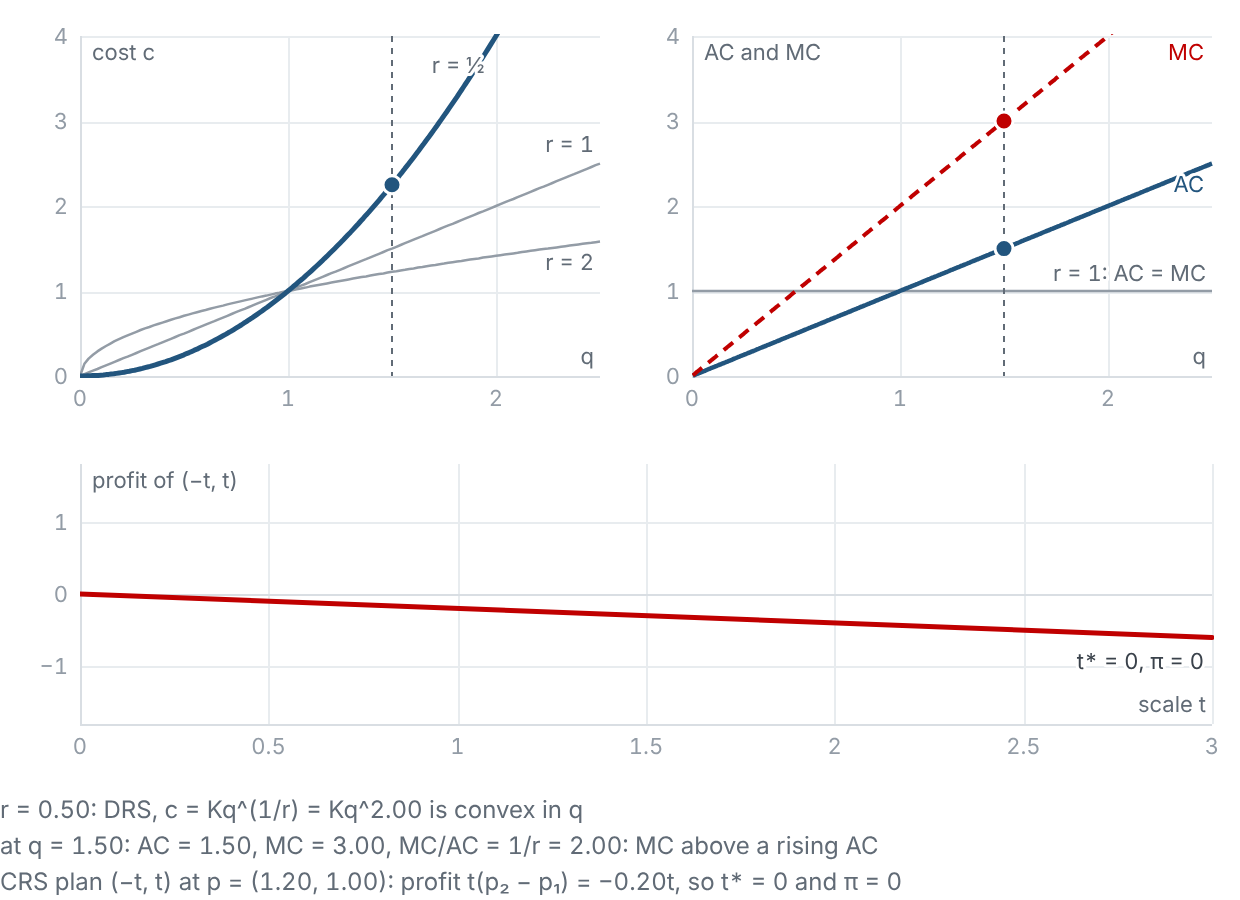 cost c
r = ½
r = 1
r = 2
q
4
3
2
1
0
0
1
2
AC and MC
MC
AC
r = 1: AC = MC
q
4
3
2
1
0
0
1
2
profit of (−t, t)
1
0
−1
t* = 0, π = 0
scale t
0
0.5
1
1.5
2
2.5
3
r = 0.50: DRS, c = Kq^(1/r) = Kq^2.00 is convex in q
at q = 1.50: AC = 1.50, MC = 3.00, MC/AC = 1/r = 2.00: MC above a rising AC
CRS plan (−t, t) at p = (1.20, 1.00): profit t(p₂ − p₁) = −0.20t, so t* = 0 and π = 0